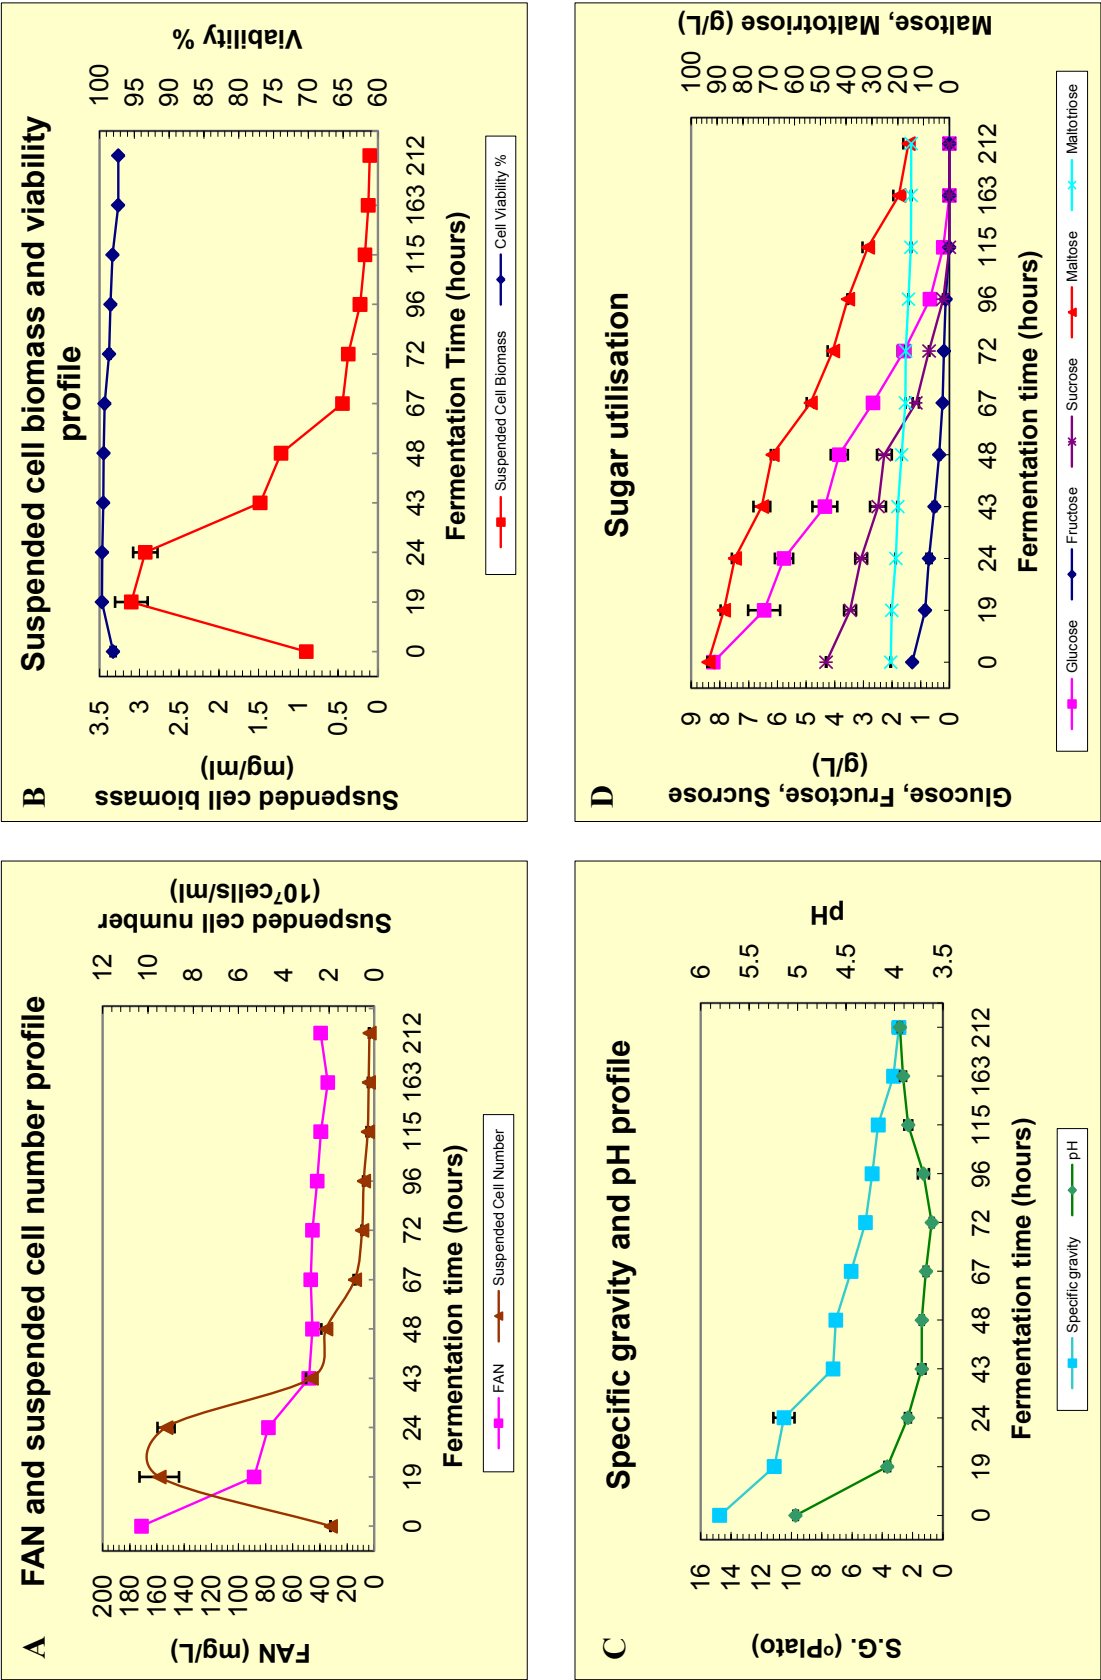 A
FAN and suspended cell number profile
FAN (mg/L)
200
180
160
140
120
100
80
60
40
20
0
Suspended cell number
(10⁷cells/ml)
12
10
8
6
4
2
0
0 19 24 43 48 67 72 96 115 163 212
Fermentation time (hours)
FAN Suspended Cell Number
B
Suspended cell biomass and viability
profile
Suspended cell biomass
(mg/ml)
3.5
3
2.5
2
1.5
1
0.5
0
Viability %
100
95
90
85
80
75
70
65
60
0 19 24 43 48 67 72 96 115 163 212
Fermentation Time (hours)
Suspended Cell Biomass Cell Viability %
C
Specific gravity and pH profile
S.G. (ºPlato)
16
14
12
10
8
6
4
2
0
pH
6
5.5
5
4.5
4
3.5
0 19 24 43 48 67 72 96 115 163 212
Fermentation time (hours)
Specific gravity pH
D
Sugar utilisation
Glucose, Fructose, Sucrose
(g/L)
9
8
7
6
5
4
3
2
1
0
Maltose, Maltotriose
(g/L)
100
90
80
70
60
50
40
30
20
10
0
0 19 24 43 48 67 72 96 115 163 212
Fermentation time (hours)
Glucose Fructose Sucrose Maltose Maltotriose